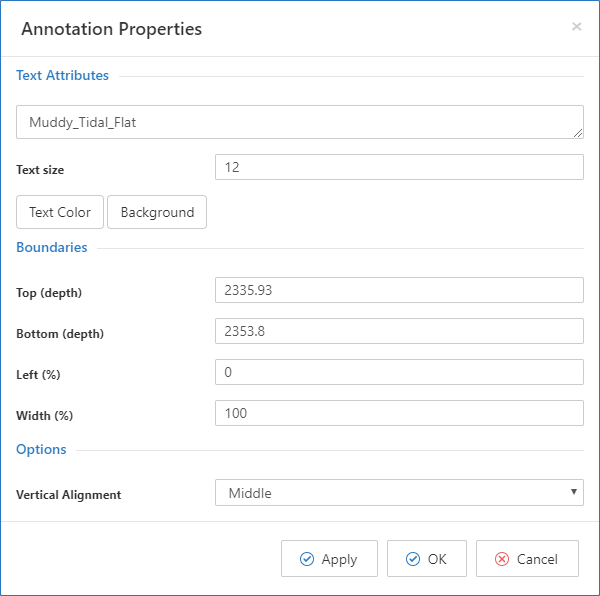 Annotation Properties
×
Text Attributes
Muddy_Tidal_Flat
Text size 12
Text Color Background
Boundaries
Top (depth) 2335.93
Bottom (depth) 2353.8
Left (%) 0
Width (%) 100
Options
Vertical Alignment Middle
Apply OK Cancel